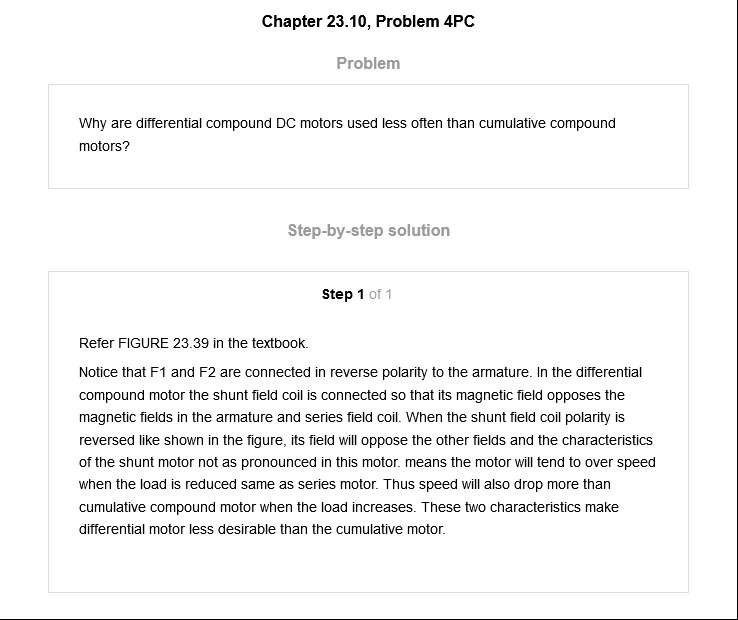 Chapter 23.10, Problem 4PC
Problem
Why are differential compound DC motors used less often than cumulative compound
motors?
Step-by-step solution
Step 1 of 1
Refer FIGURE 23.39 in the textbook.
Notice that F1 and F2 are connected in reverse polarity to the armature. In the differential
compound motor the shunt field coil is connected so that its magnetic field opposes the
magnetic fields in the armature and series field coil. When the shunt field coil polarity is
reversed like shown in the figure, its field will oppose the other fields and the characteristics
of the shunt motor not as pronounced in this motor. means the motor will tend to over speed
when the load is reduced same as series motor. Thus speed will also drop more than
cumulative compound motor when the load increases. These two characteristics make
differential motor less desirable than the cumulative motor.